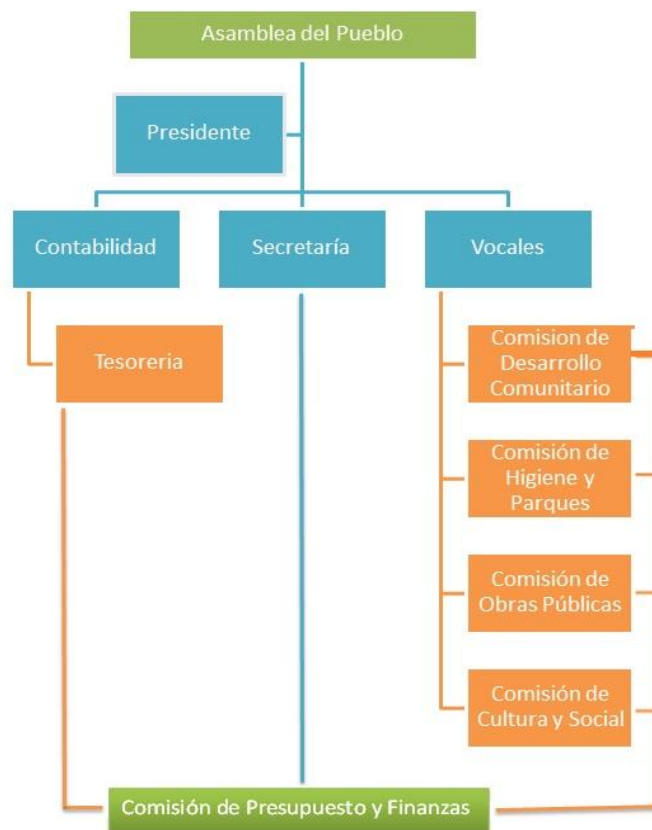 Asamblea del Pueblo
Presidente
Contabilidad
Secretaría
Vocales
Tesoreria
Comision de
Desarrollo
Comunitario
Comisión de
Higiene y
Parques
Comisión de
Obras Públicas
Comisión de
Cultura y Social
Comisión de Presupuesto y Finanzas